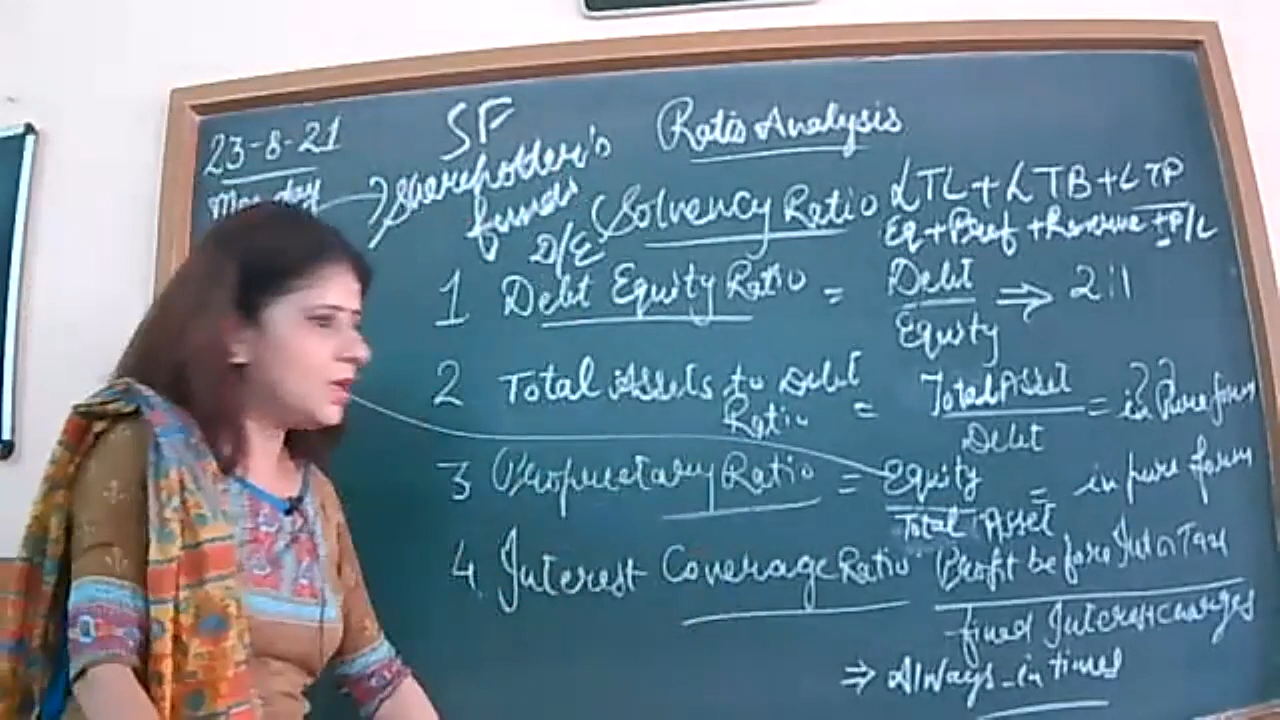 23-8-21
Monday
SF
Shareholder's
funds
Ratio Analysis
Solvency Ratio
LTL + LTB + LTP
Eq + Pref + Reserve + P/L
D/E
1 Debt Equity Ratio = Debt / Equity ⇒ 2:1
2 Total Assets to Debt Ratio = Total Asset / Debt = ?? in Pure form
3 Proprietary Ratio = Equity / Total Asset = in pure form
4 Interest Coverage Ratio Profit before Int n Tax / fixed Interest charges
⇒ Always in times